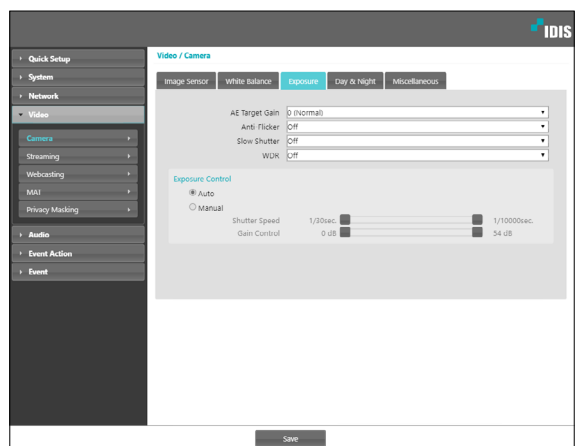 IDIS
Quick Setup
System
Network
Video
Camera
Streaming
Webcasting
MAI
Privacy Masking
Audio
Event Action
Event
Video / Camera
Image Sensor White Balance Exposure Day & Night Miscellaneous
AE Target Gain 0 (Normal)
Anti-Flicker Off
Slow Shutter Off
WDR Off
Exposure Control
Auto
Manual
Shutter Speed 1/30sec. 1/10000sec.
Gain Control 0 dB 54 dB
Save